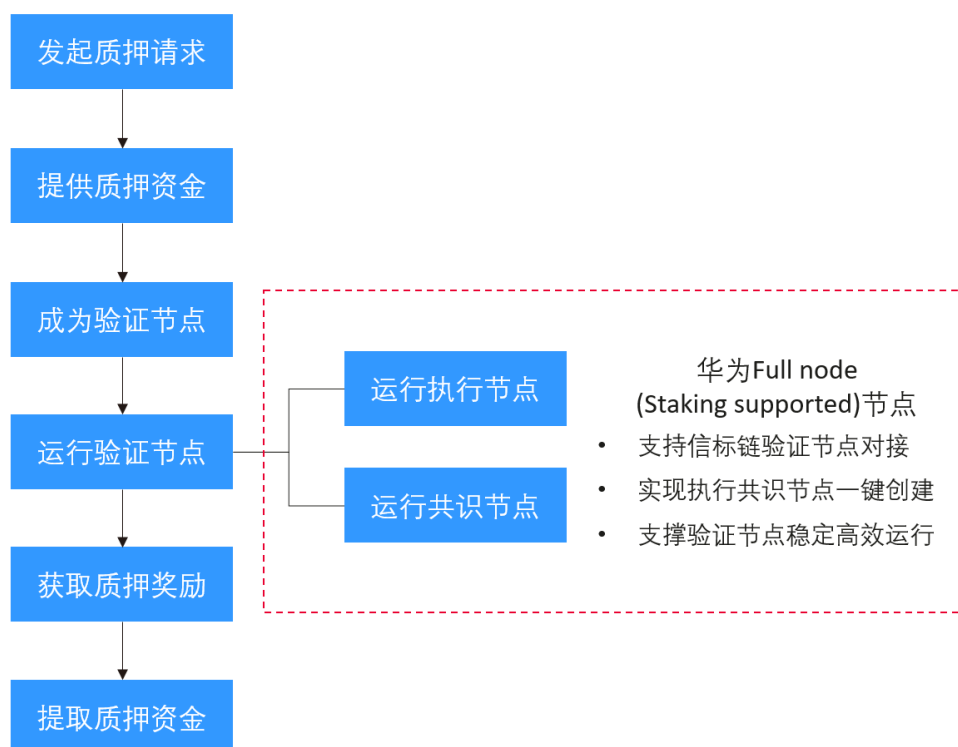 发起质押请求
提供质押资金
成为验证节点
运行验证节点
获取质押奖励
提取质押资金
运行执行节点
运行共识节点
华为Full node
(Staking supported)节点
• 支持信标链验证节点对接
• 实现执行共识节点一键创建
• 支撑验证节点稳定高效运行